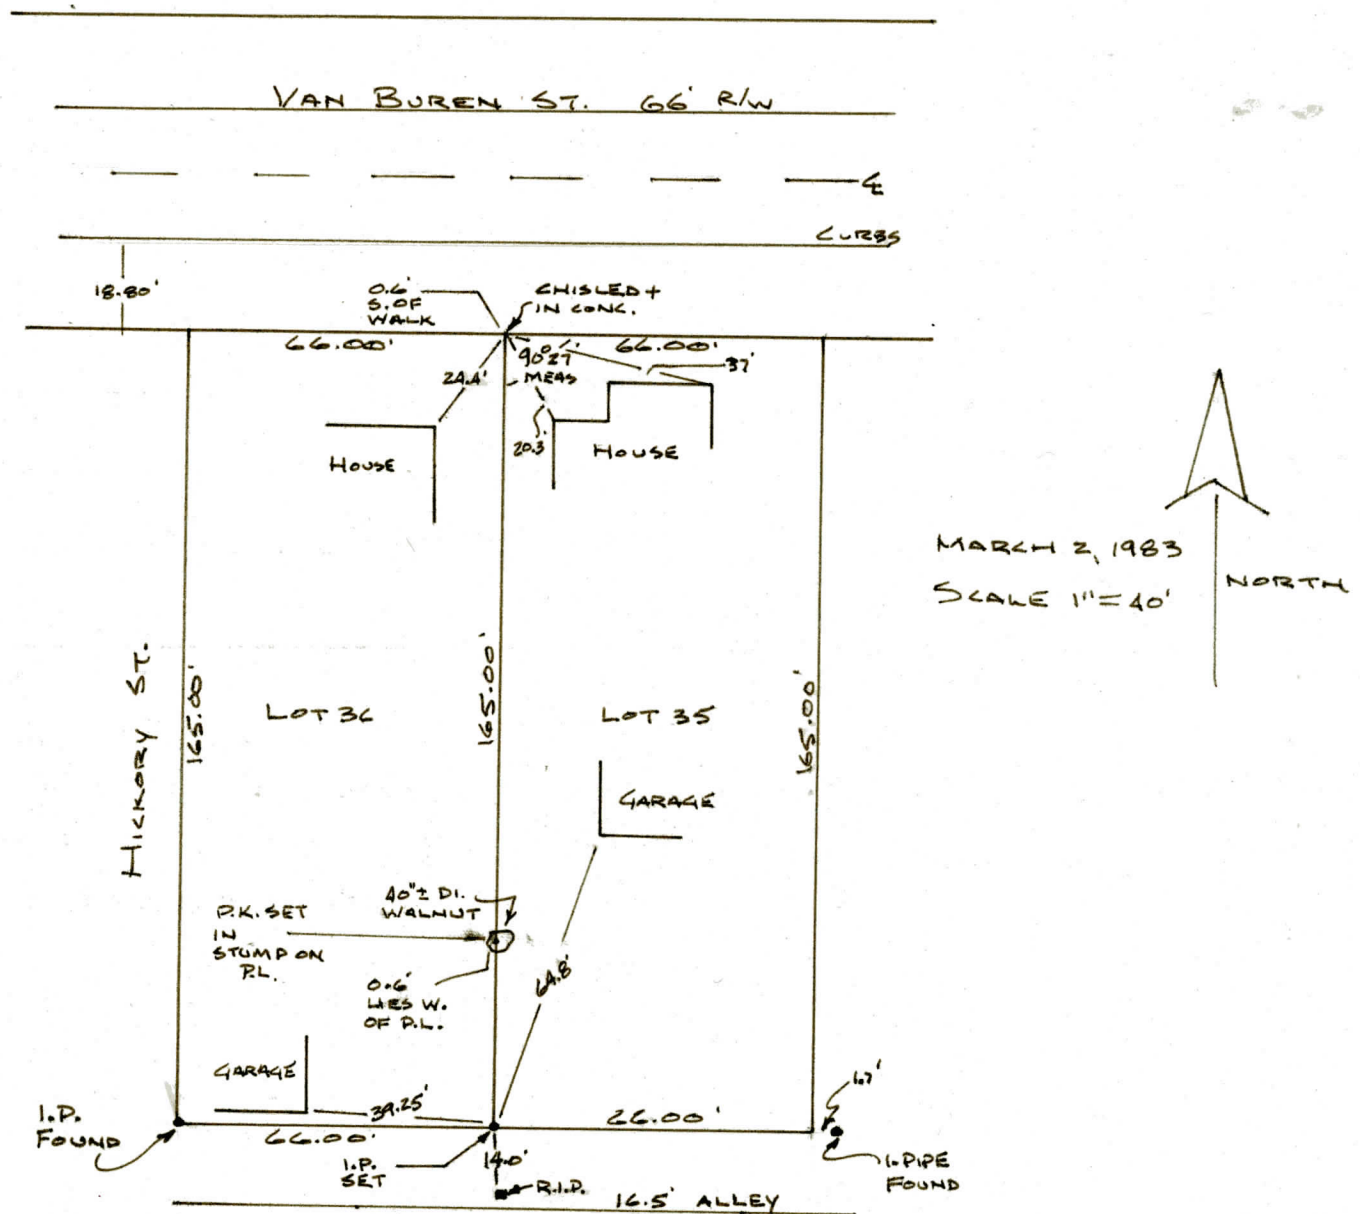 VAN BUREN ST. 66' R/W
℄
CURBS
18.80'
0.6'
S. OF
WALK
CHISLED +
IN CONC.
66.00'
66.00'
90°27'
MEAS
24.4'
37'
20.3'
HOUSE
HOUSE
MARCH 2, 1983
SCALE 1"=40'
NORTH
HICKORY ST.
165.00'
165.00'
165.00'
LOT 36
LOT 35
GARAGE
40"± DI.
WALNUT
P.K. SET
IN
STUMP ON
P.L.
0.6'
LIES W.
OF P.L.
64.8'
GARAGE
39.25'
I.P.
FOUND
66.00'
66.00'
1.7'
I.P.
SET
14.0'
I. PIPE
FOUND
R.I.P.
16.5' ALLEY